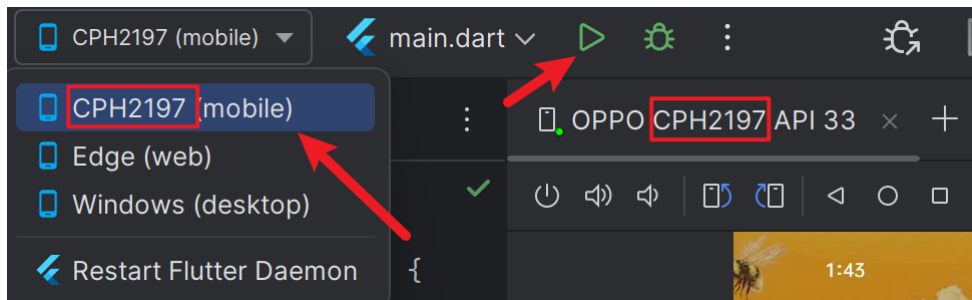 CPH2197 (mobile)
main.dart
CPH2197 (mobile)
OPPO CPH2197 API 33
Edge (web)
Windows (desktop)
Restart Flutter Daemon
{
1:43